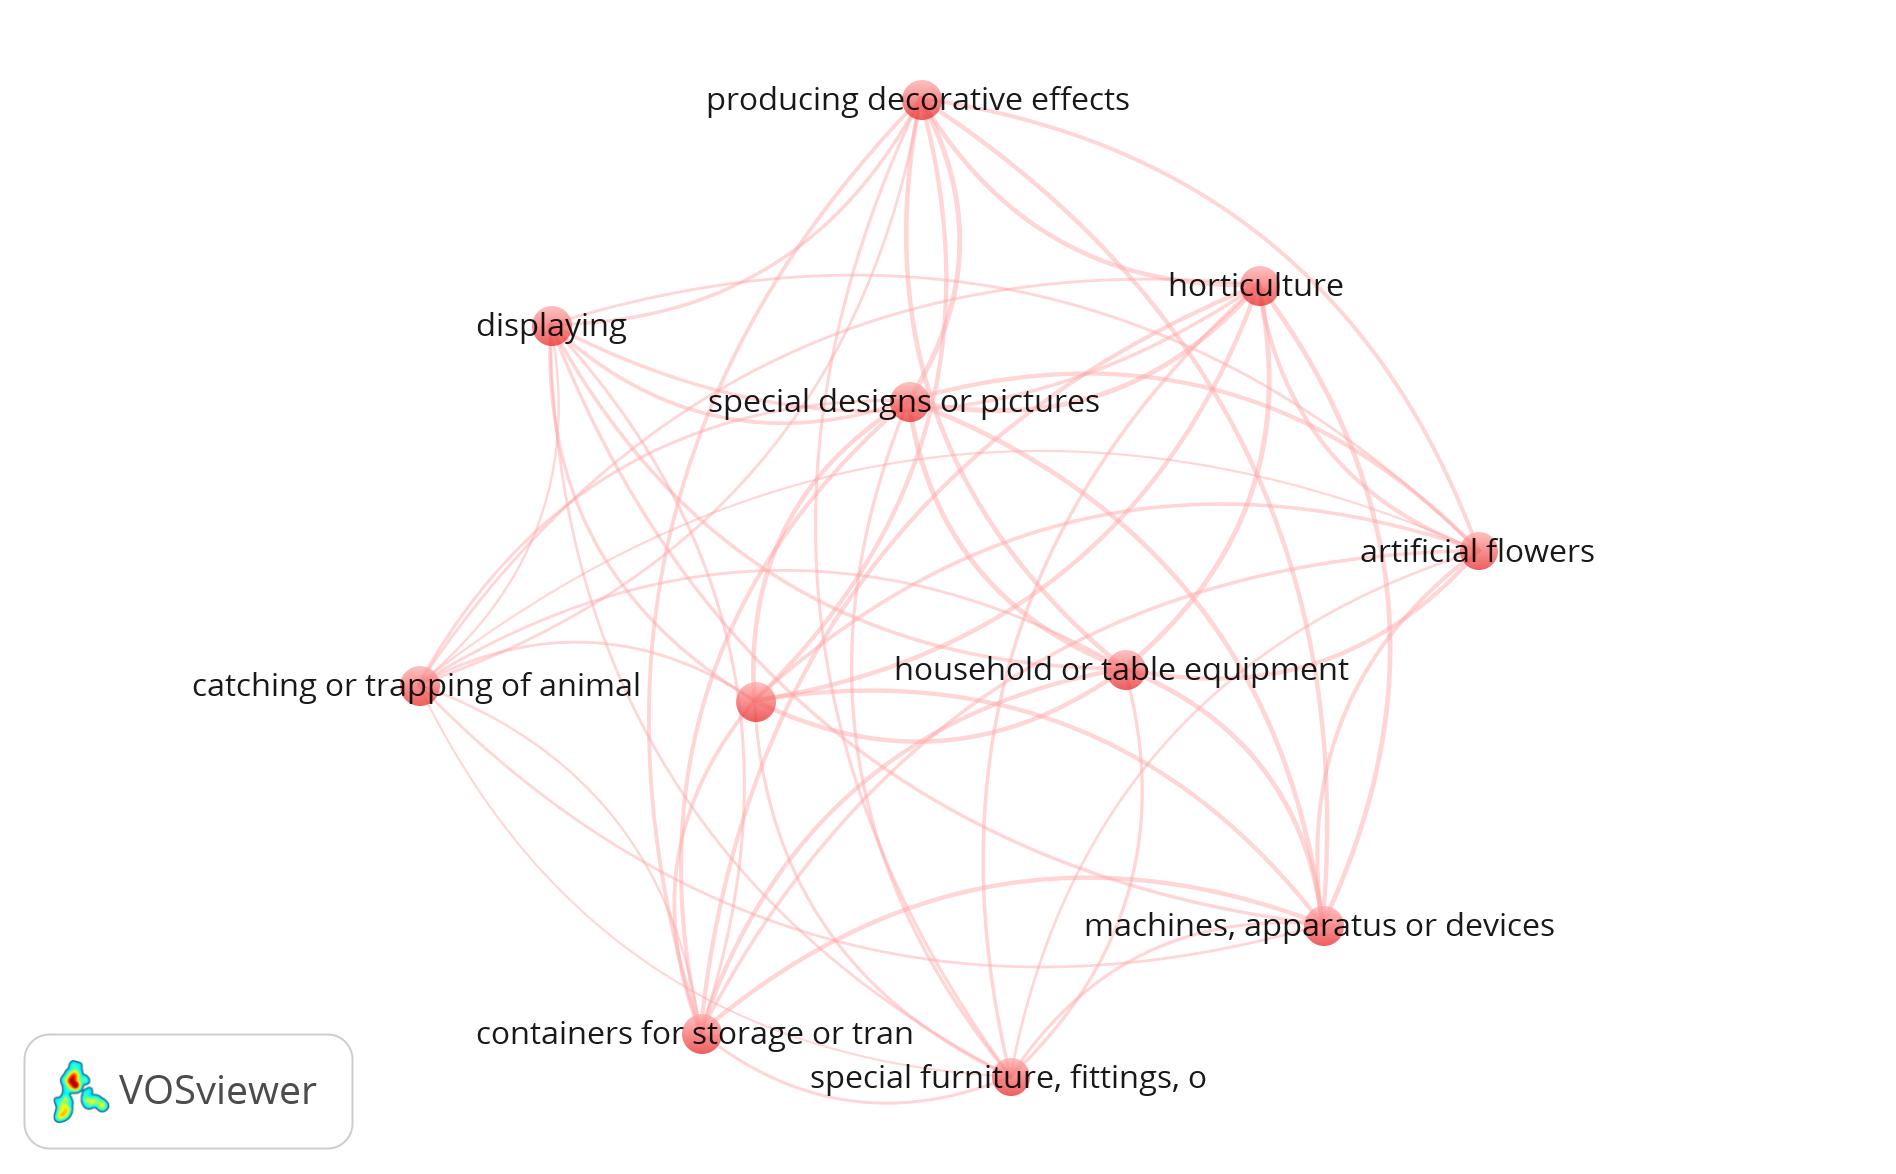 producing decorative effects
horticulture
displaying
special designs or pictures
artificial flowers
household or table equipment
catching or trapping of animal
machines, apparatus or devices
containers for storage or tran
special furniture, fittings, o
VOSviewer